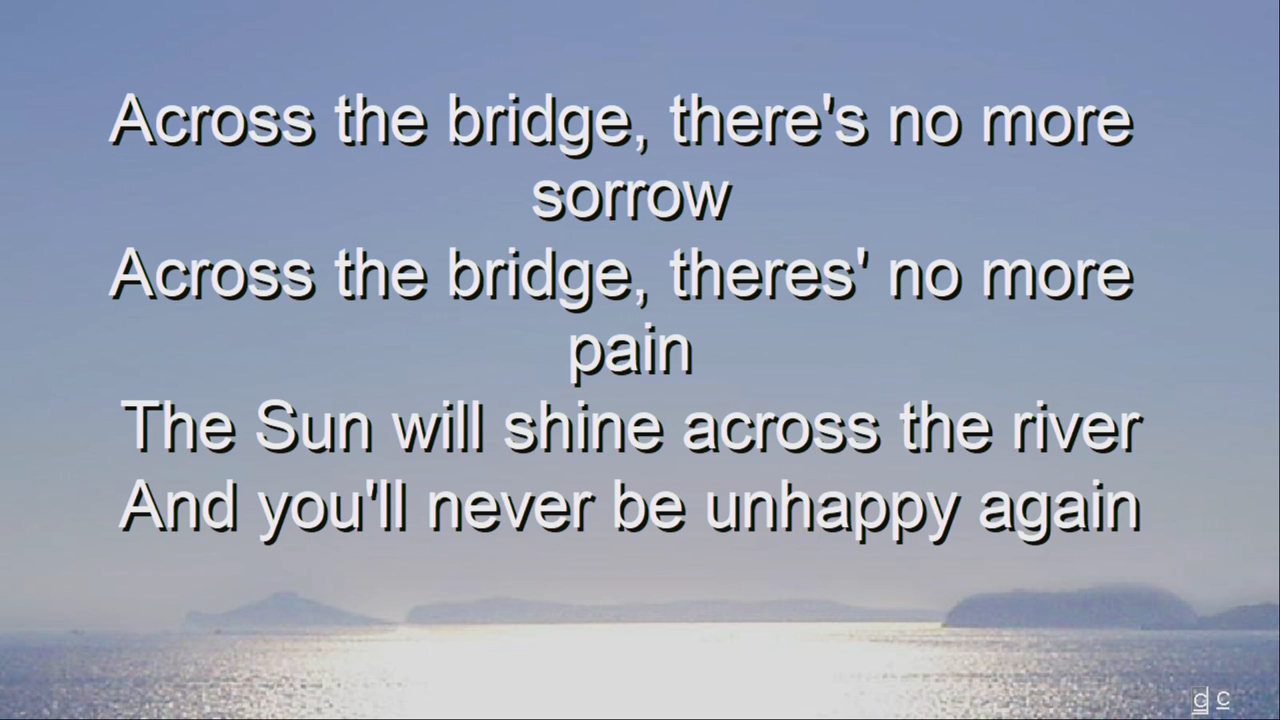 Across the bridge, there's no more
sorrow
Across the bridge, theres' no more
pain
The Sun will shine across the river
And you'll never be unhappy again
d c